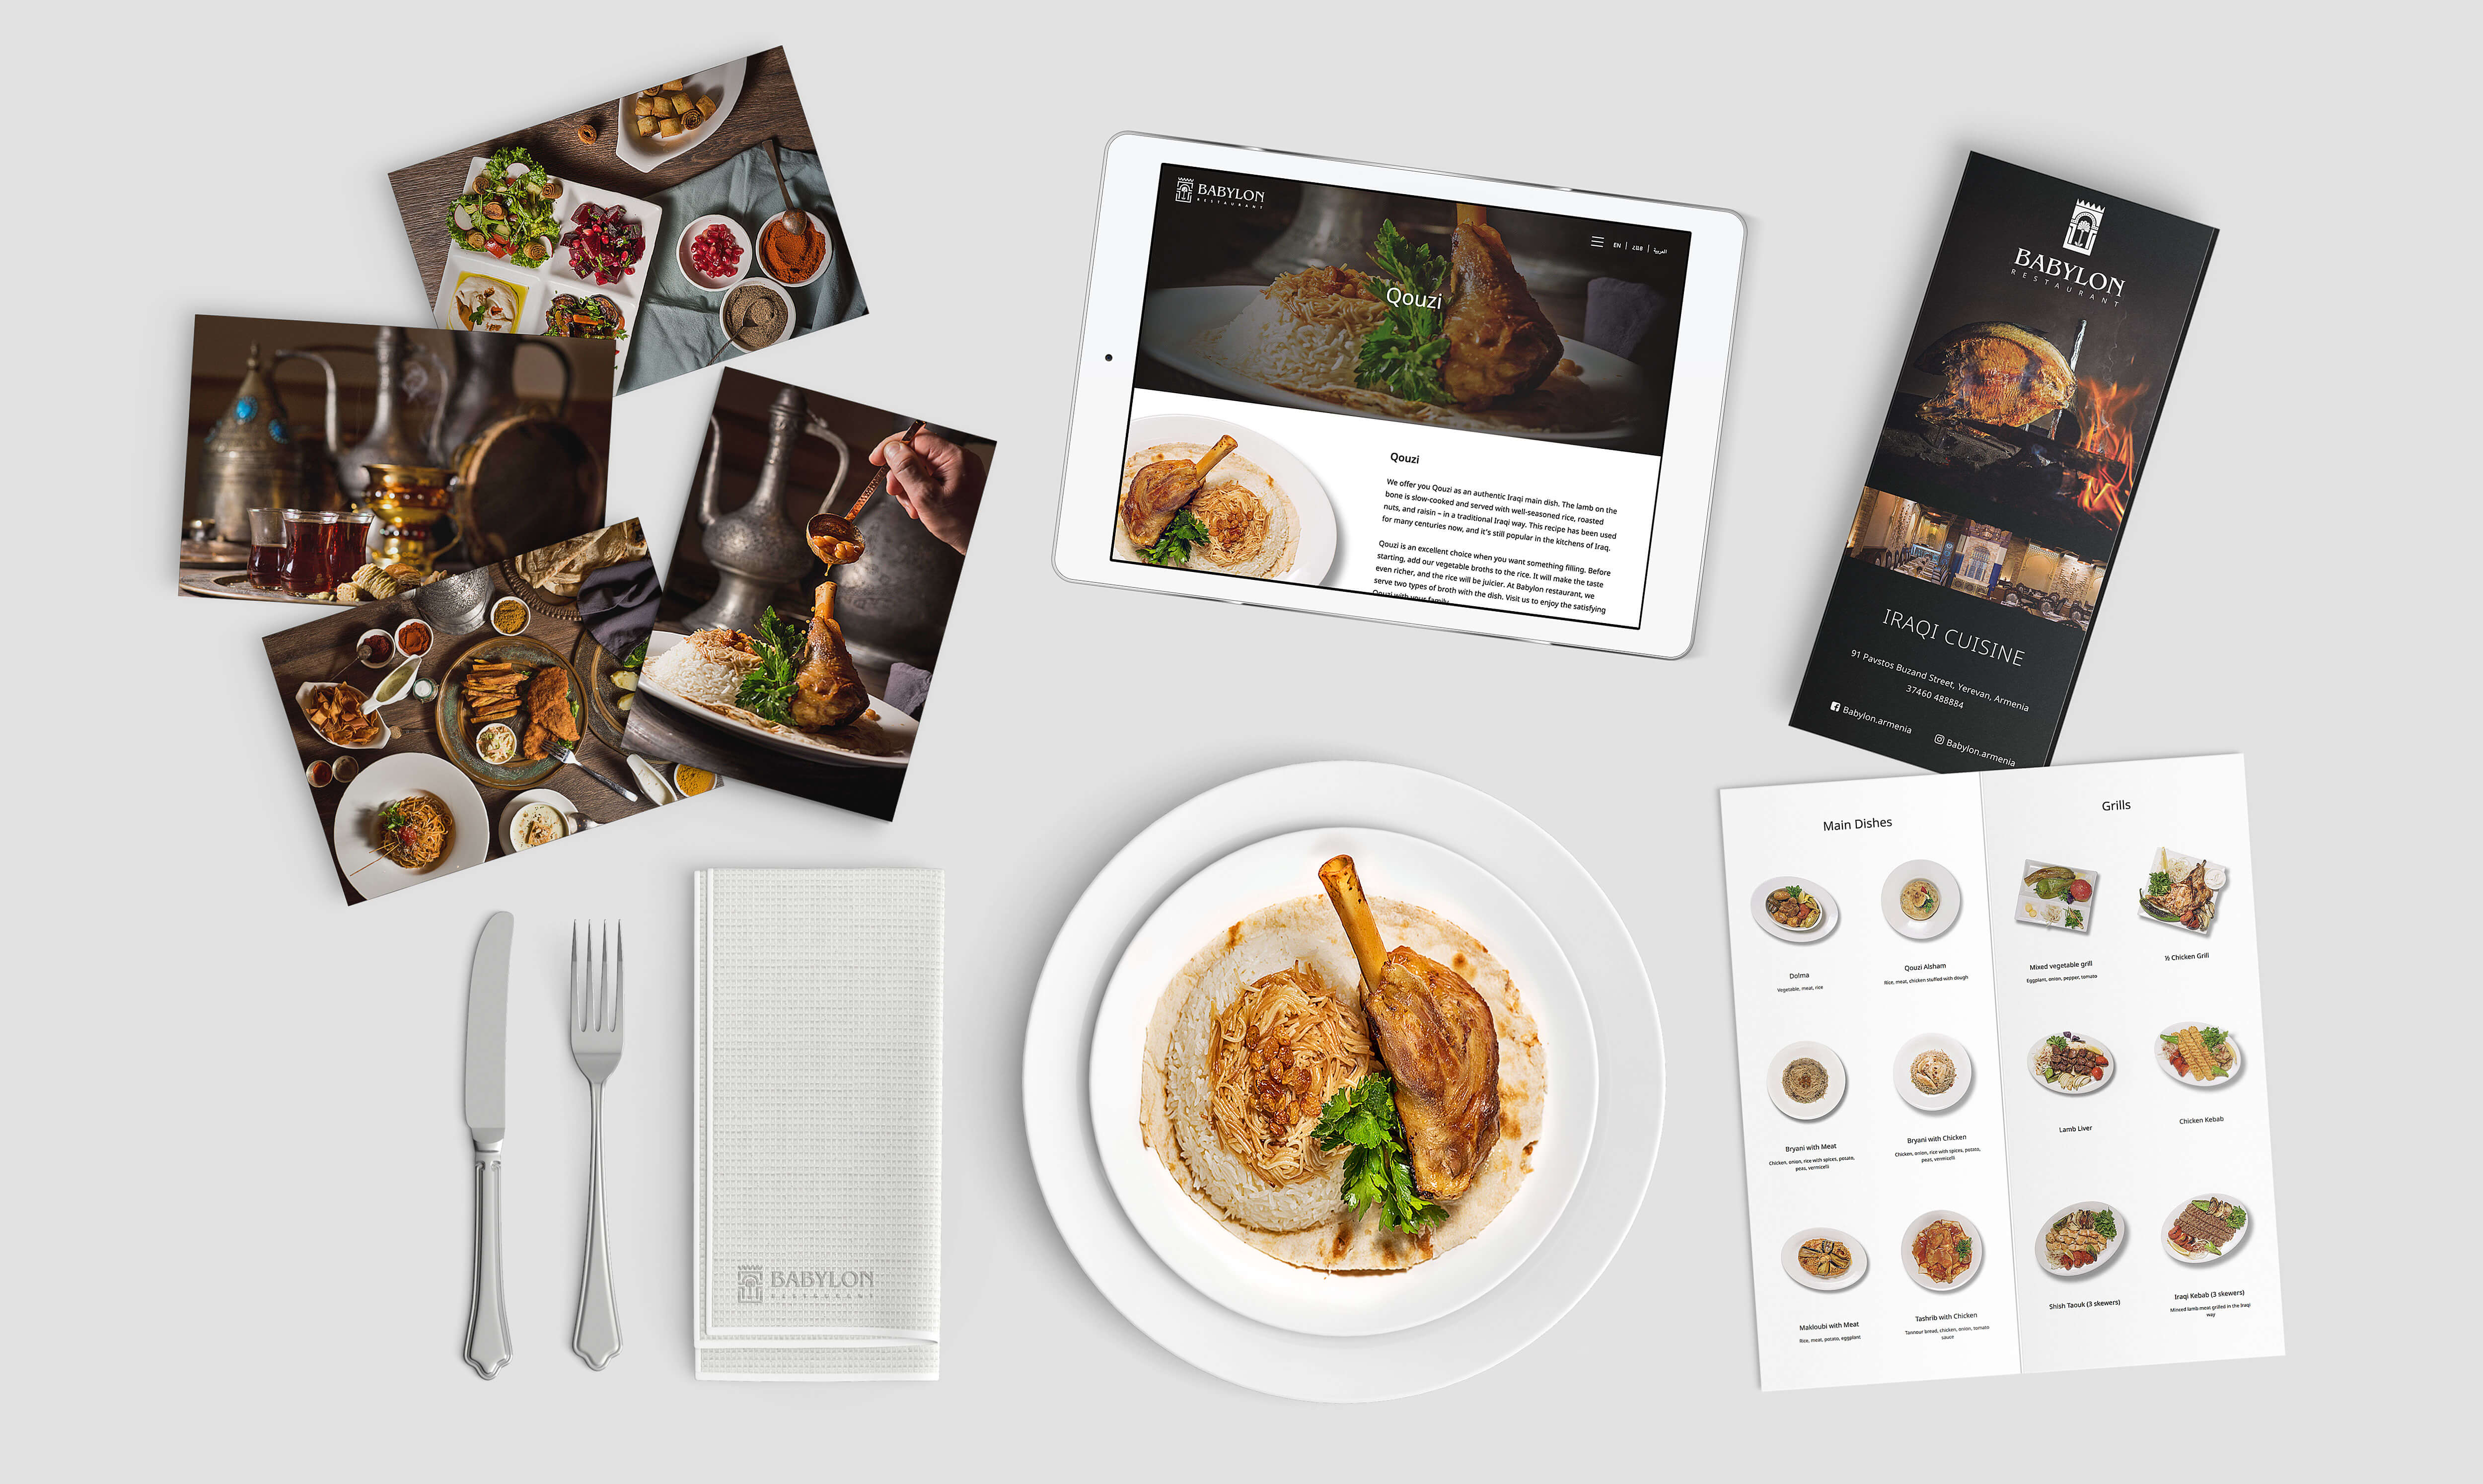 BABYLON
RESTAURANT
EN | ՀԱՅ | العربية
Qouzi
Qouzi
We offer you Qouzi as an authentic Iraqi main dish. The lamb on the
bone is slow-cooked and served with well-seasoned rice, roasted
nuts, and raisin – in a traditional Iraqi way. This recipe has been used
for many centuries now, and it's still popular in the kitchens of Iraq.
Qouzi is an excellent choice when you want something filling. Before
starting, add our vegetable broths to the rice. It will make the taste
even richer, and the rice will be juicier. At Babylon restaurant, we
serve two types of broth with the dish. Visit us to enjoy the satisfying
Qouzi with your family.
BABYLON
RESTAURANT
IRAQI CUISINE
91 Pavstos Buzand Street, Yerevan, Armenia
37460 488884
Babylon.armenia
Babylon.armenia
Main Dishes
Dolma
Vegetable, meat, rice
Qouzi Alsham
Rice, meat, chicken stuffed with dough
Bryani with Meat
Chicken, onion, rice with spices, potato,
peas, vermicelli
Bryani with Chicken
Chicken, onion, rice with spices, potato,
peas, vermicelli
Makloubi with Meat
Rice, meat, potato, eggplant
Tashrib with Chicken
Tannour bread, chicken, onion, tomato
sauce
Grills
Mixed vegetable grill
Eggplant, onion, pepper, tomato
½ Chicken Grill
Lamb Liver
Chicken Kebab
Shish Taouk (3 skewers)
Iraqi Kebab (3 skewers)
Minced lamb meat grilled in the Iraqi
way
BABYLON
RESTAURANT